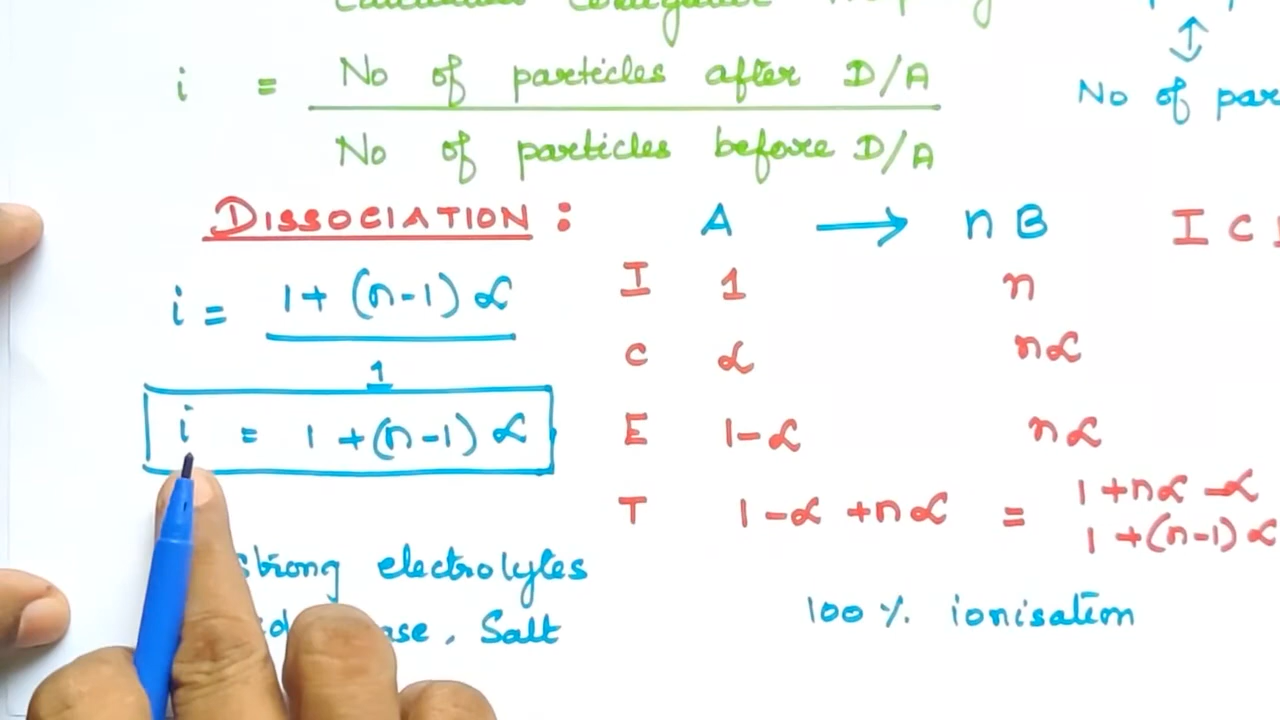 i = No of particles after D/A
No of particles before D/A
No of
DISSOCIATION : A → nB
I C
i = 1 + (n-1) α
1
I 1 n
C α nα
i = 1 + (n-1) α
E 1-α nα
T 1-α +nα = 1+nα -α
1 +(n-1) α
strong electrolytes
Salt
100 % ionisation